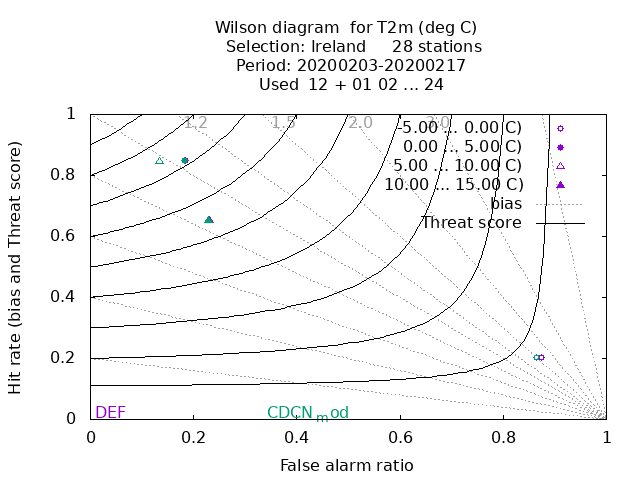 Wilson diagram  for T2m (deg C)
Selection: Ireland     28 stations
Period: 20200203-20200217
Used  12 + 01 02 ... 24
Hit rate (bias and Threat score)
1
0.8
0.6
0.4
0.2
0
1.2
1.5
2.0
3.0
-5.00 ... 0.00 C)
0.00 ... 5.00 C)
5.00 ... 10.00 C)
10.00 ... 15.00 C)
bias
Threat score
DEF
CDCNmod
0
0.2
0.4
0.6
0.8
1
False alarm ratio